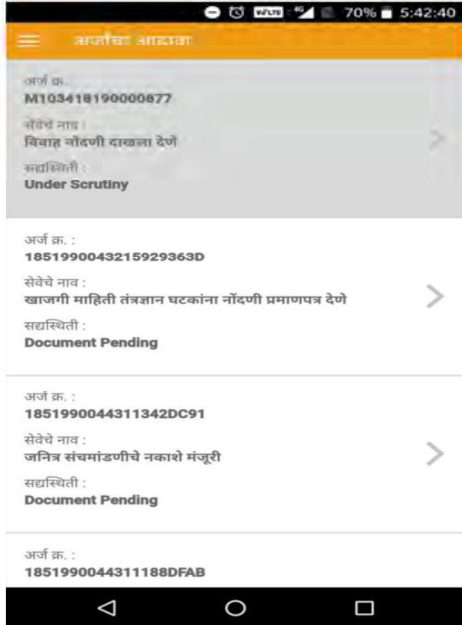 70% 5:42:40
अर्जाचा आढावा
अर्ज क्र. :
M103418190000877
सेवेचे नाव :
विवाह नोंदणी दाखला देणे
सद्यस्थिती :
Under Scrutiny
अर्ज क्र. :
1851990043215929363D
सेवेचे नाव :
खाजगी माहिती तंत्रज्ञान घटकांना नोंदणी प्रमाणपत्र देणे
सद्यस्थिती :
Document Pending
अर्ज क्र. :
1851990044311342DC91
सेवेचे नाव :
जनित्र संचमांडणीचे नकाशे मंजूरी
सद्यस्थिती :
Document Pending
अर्ज क्र. :
1851990044311188DFAB